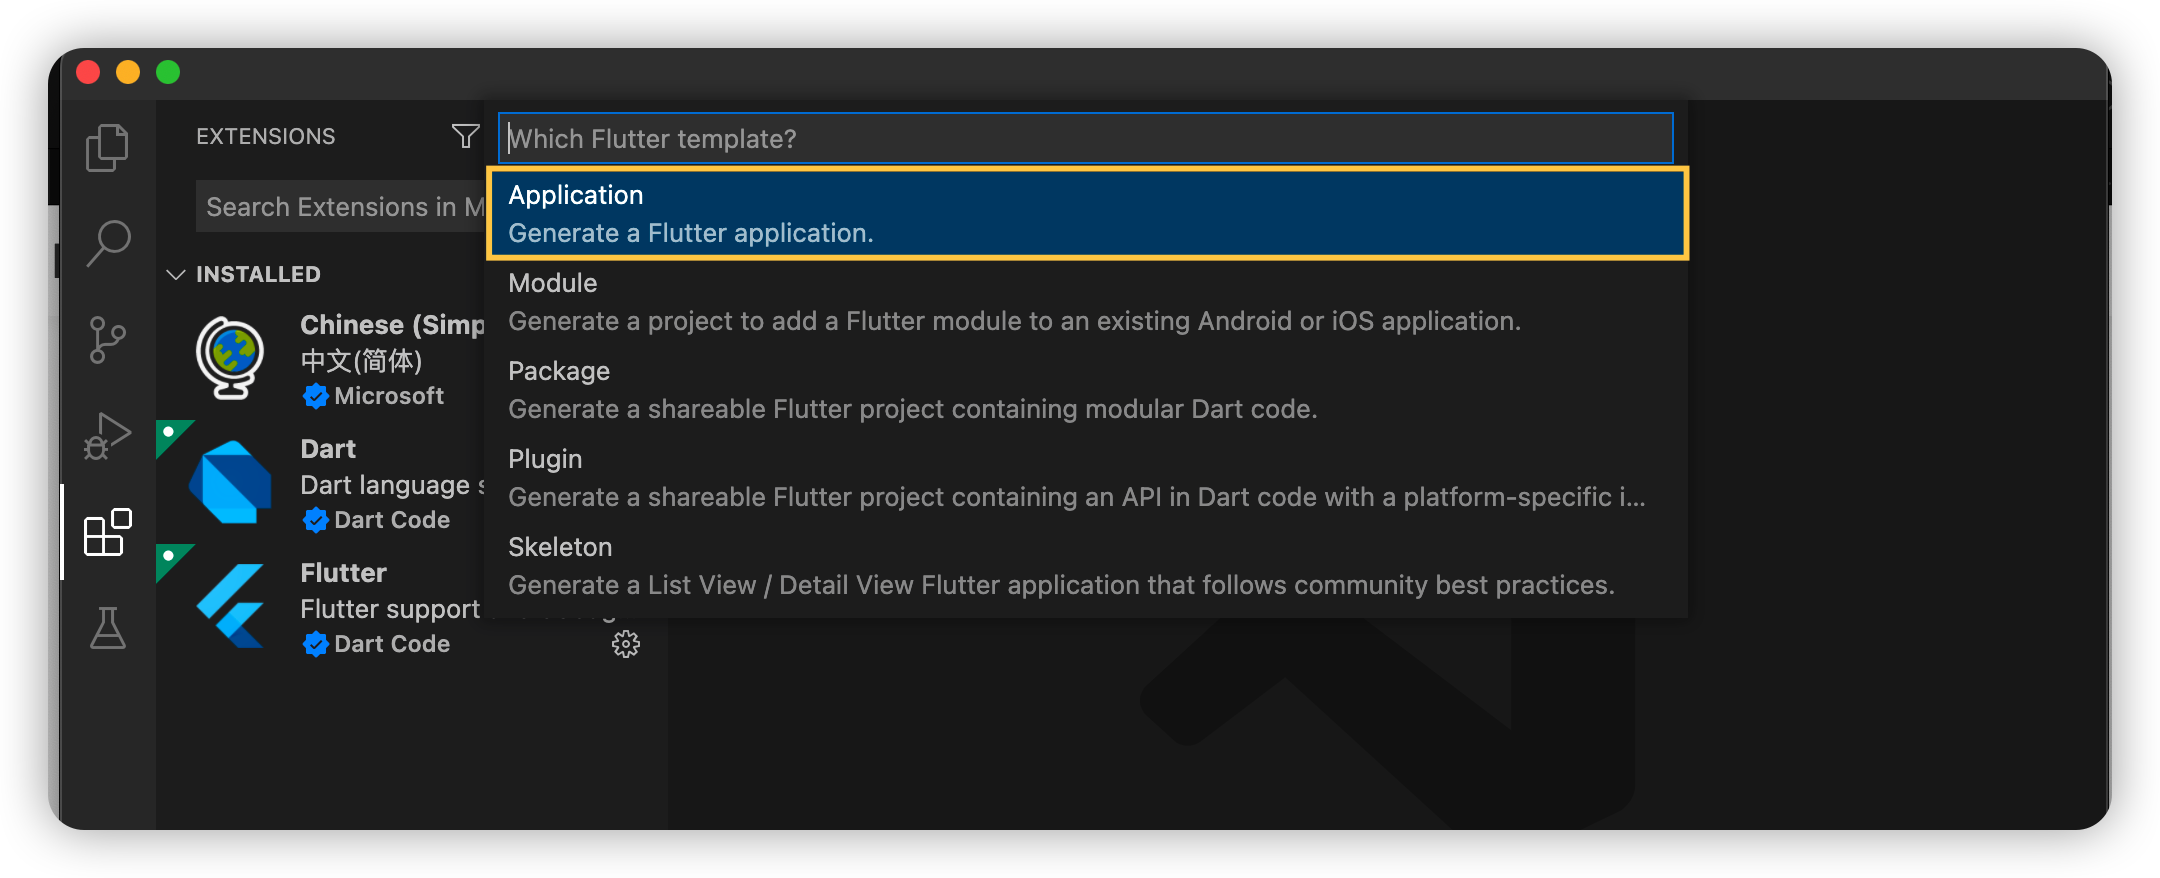 EXTENSIONS
Search Extensions in M
INSTALLED
Chinese (Simp
中文(简体)
Microsoft
Dart
Dart language s
Dart Code
Flutter
Flutter support
Dart Code
Which Flutter template?
Application
Generate a Flutter application.
Module
Generate a project to add a Flutter module to an existing Android or iOS application.
Package
Generate a shareable Flutter project containing modular Dart code.
Plugin
Generate a shareable Flutter project containing an API in Dart code with a platform-specific i...
Skeleton
Generate a List View / Detail View Flutter application that follows community best practices.